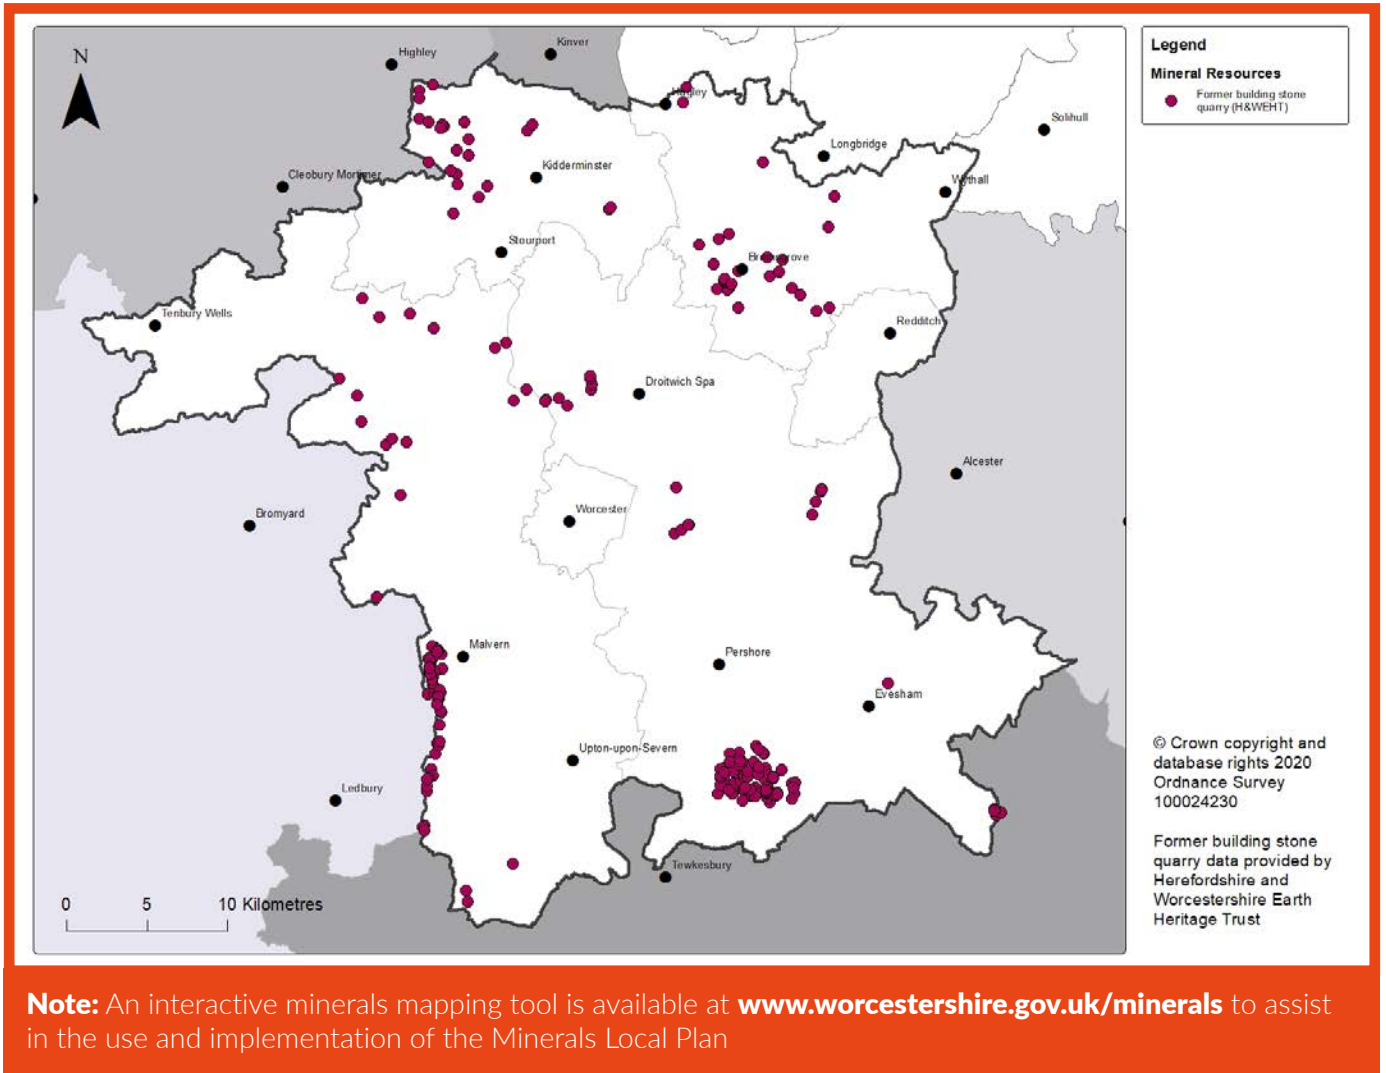 Highley
Kinver
N
Hagley
Solihull
Longbridge
Cleobury Mortimer
Kidderminster
Wythall
Stourport
Bromsgrove
Tenbury Wells
Redditch
Droitwich Spa
Alcester
Bromyard
Worcester
Malvern
Pershore
Evesham
Upton-upon-Severn
Ledbury
Tewkesbury
0 5 10 Kilometres
Legend
Mineral Resources
Former building stone
quarry (H&WEHT)
© Crown copyright and
database rights 2020
Ordnance Survey
100024230
Former building stone
quarry data provided by
Herefordshire and
Worcestershire Earth
Heritage Trust
Note: An interactive minerals mapping tool is available at www.worcestershire.gov.uk/minerals to assist
in the use and implementation of the Minerals Local Plan